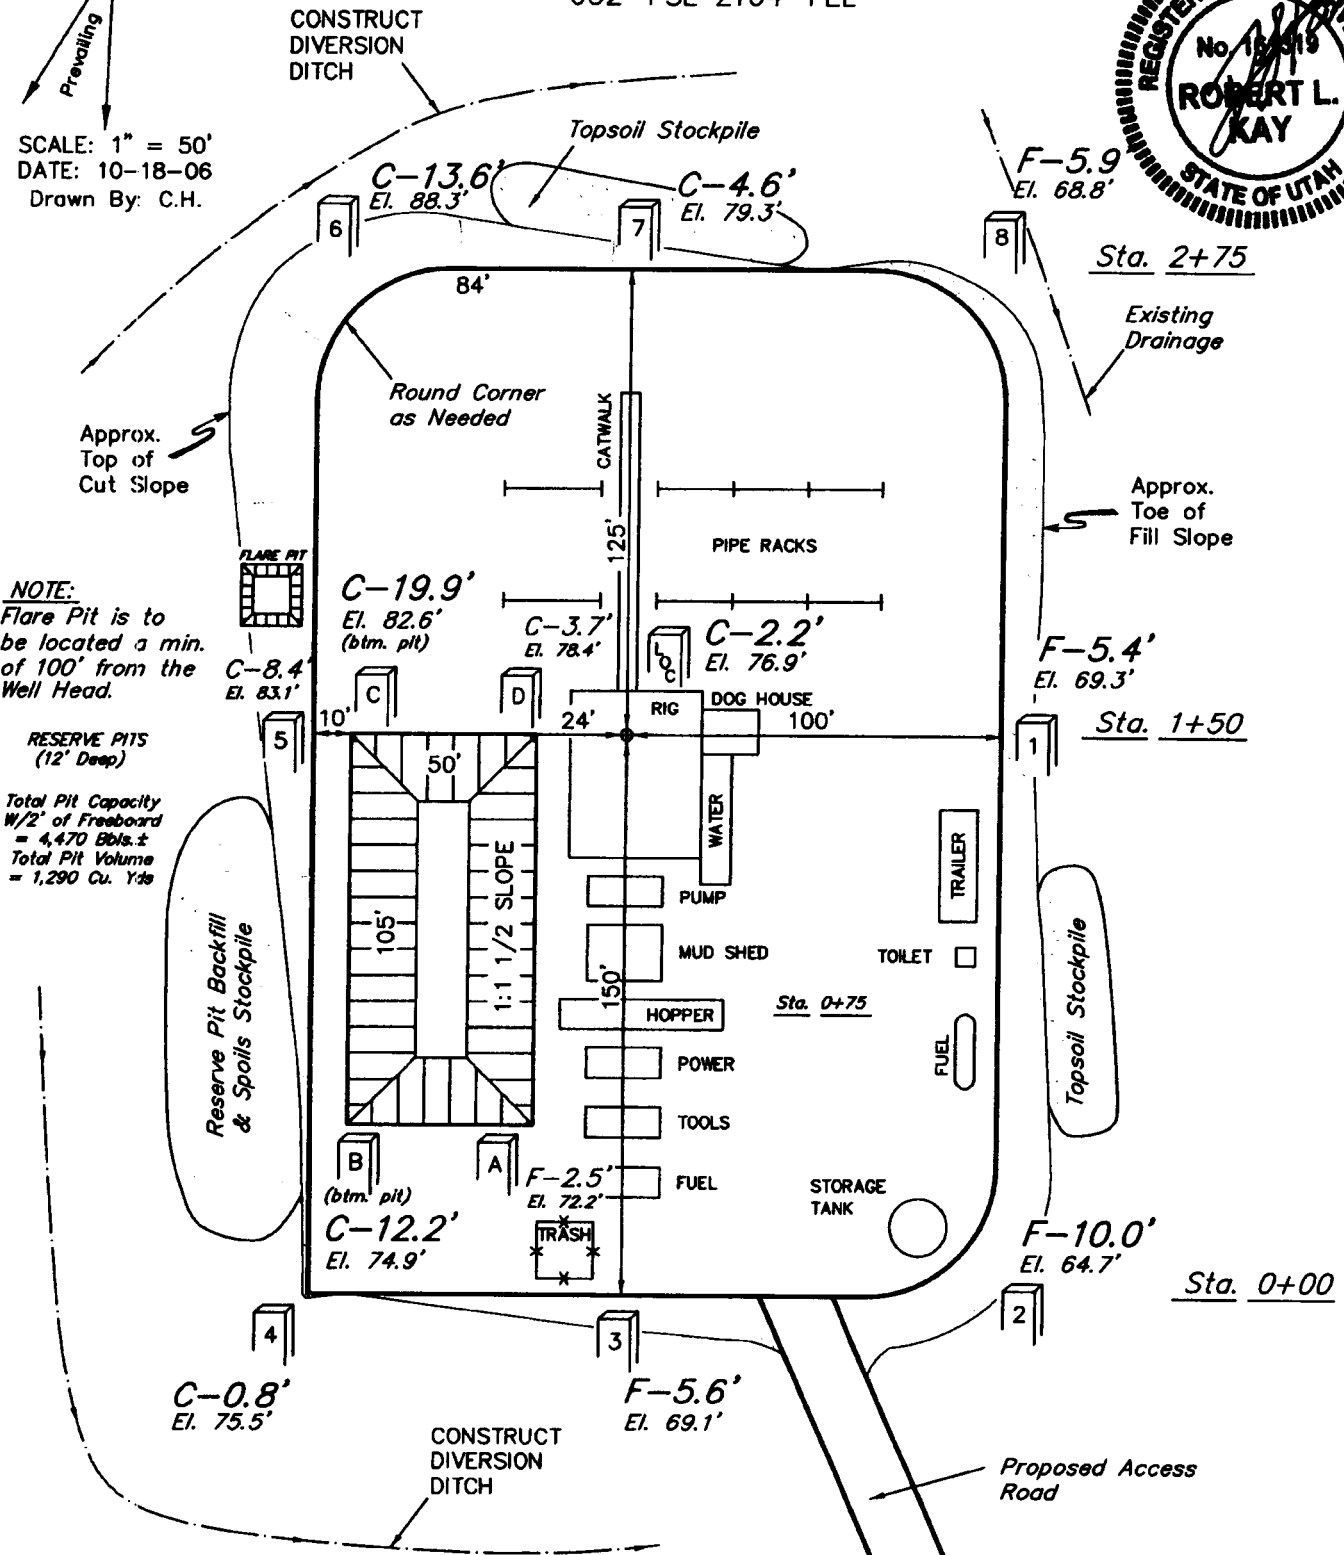 CONSTRUCT
DIVERSION
DITCH
Prevailing
SCALE: 1" = 50'
DATE: 10-18-06
Drawn By: C.H.
Topsoil Stockpile
REGISTERED
ROBERT L.
KAY
STATE OF UTAH
C-13.6'
El. 88.3'
C-4.6'
El. 79.3'
F-5.9
El. 68.8'
6
7
8
Sta. 2+75
84'
Existing
Drainage
Round Corner
as Needed
Approx.
Top of
Cut Slope
CATWALK
125'
PIPE RACKS
Approx.
Toe of
Fill Slope
FLARE PIT
NOTE:
Flare Pit is to
be located a min.
of 100' from the
Well Head.
C-19.9'
El. 82.6'
(btm. pit)
C-3.7'
El. 78.4'
LOC
C-2.2'
El. 76.9'
F-5.4'
El. 69.3'
C-8.4'
El. 83.1'
C
D
RIG
DOG HOUSE
5
10'
24'
100'
1
Sta. 1+50
RESERVE PITS
(12' Deep)
50'
Total Pit Capacity
W/2' of Freeboard
= 4,470 Bbls.±
Total Pit Volume
= 1,290 Cu. Yds
WATER
TRAILER
105'
1:1 1/2 SLOPE
PUMP
MUD SHED
TOILET
150'
HOPPER
Sta. 0+75
Reserve Pit Backfill
& Spoils Stockpile
Topsoil Stockpile
POWER
FUEL
TOOLS
B
A
(btm. pit)
C-12.2'
El. 74.9'
F-2.5'
El. 72.2'
FUEL
TRASH
STORAGE
TANK
F-10.0'
El. 64.7'
Sta. 0+00
4
3
2
C-0.8'
El. 75.5'
F-5.6'
El. 69.1'
CONSTRUCT
DIVERSION
DITCH
Proposed Access
Road